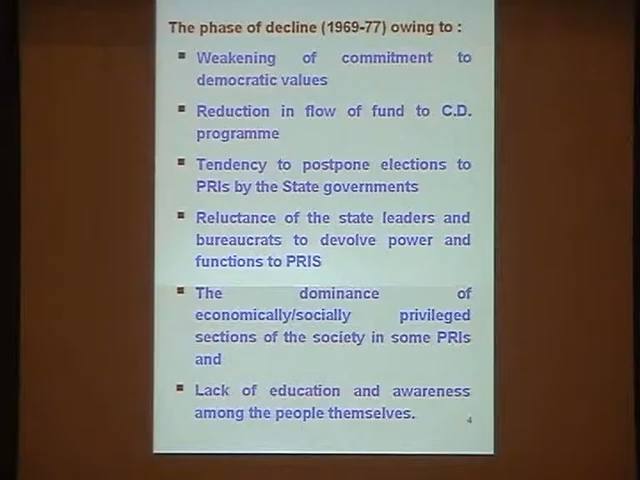 The phase of decline (1969-77) owing to :
▪ Weakening of commitment to
democratic values
▪ Reduction in flow of fund to C.D.
programme
▪ Tendency to postpone elections to
PRIs by the State governments
▪ Reluctance of the state leaders and
bureaucrats to devolve power and
functions to PRIS
▪ The dominance of
economically/socially privileged
sections of the society in some PRIs
and
▪ Lack of education and awareness
among the people themselves.
4